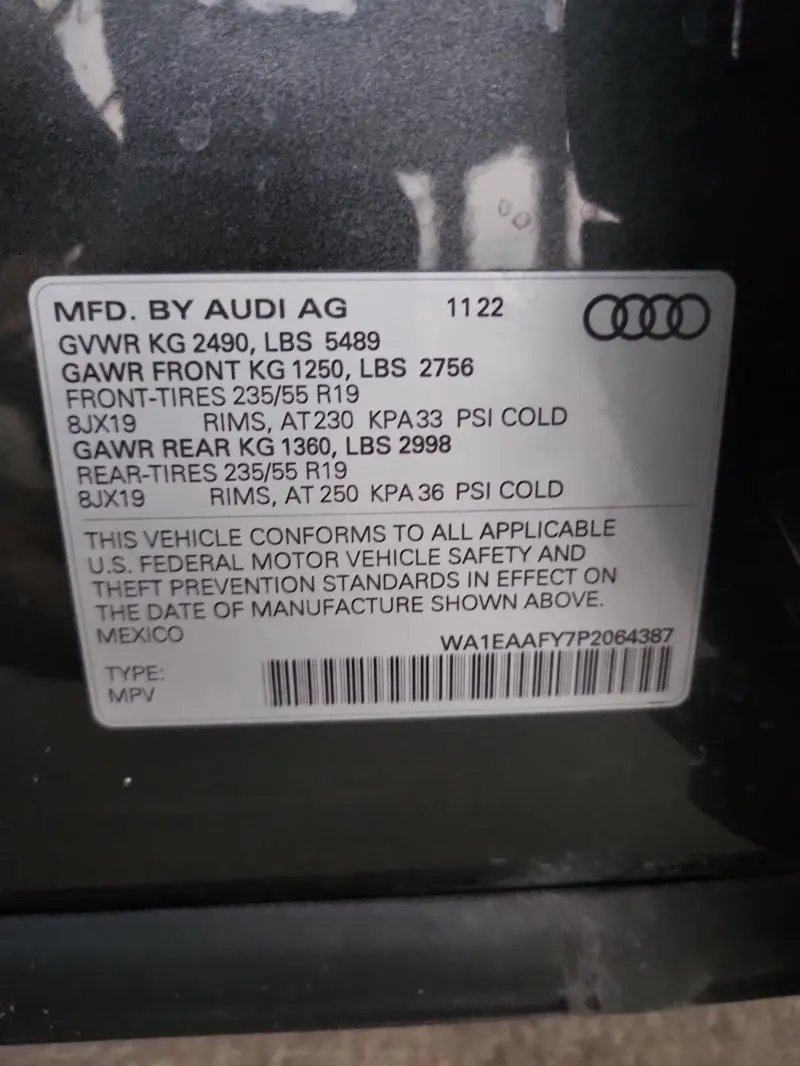 MFD. BY AUDI AG 11 22
GVWR KG 2490, LBS 5489
GAWR FRONT KG 1250, LBS 2756
FRONT-TIRES 235/55 R19
8JX19 RIMS, AT 230 KPA 33 PSI COLD
GAWR REAR KG 1360, LBS 2998
REAR-TIRES 235/55 R19
8JX19 RIMS, AT 250 KPA 36 PSI COLD
THIS VEHICLE CONFORMS TO ALL APPLICABLE
U.S. FEDERAL MOTOR VEHICLE SAFETY AND
THEFT PREVENTION STANDARDS IN EFFECT ON
THE DATE OF MANUFACTURE SHOWN ABOVE.
MEXICO WA1EAAFY7P2064387
TYPE:
MPV